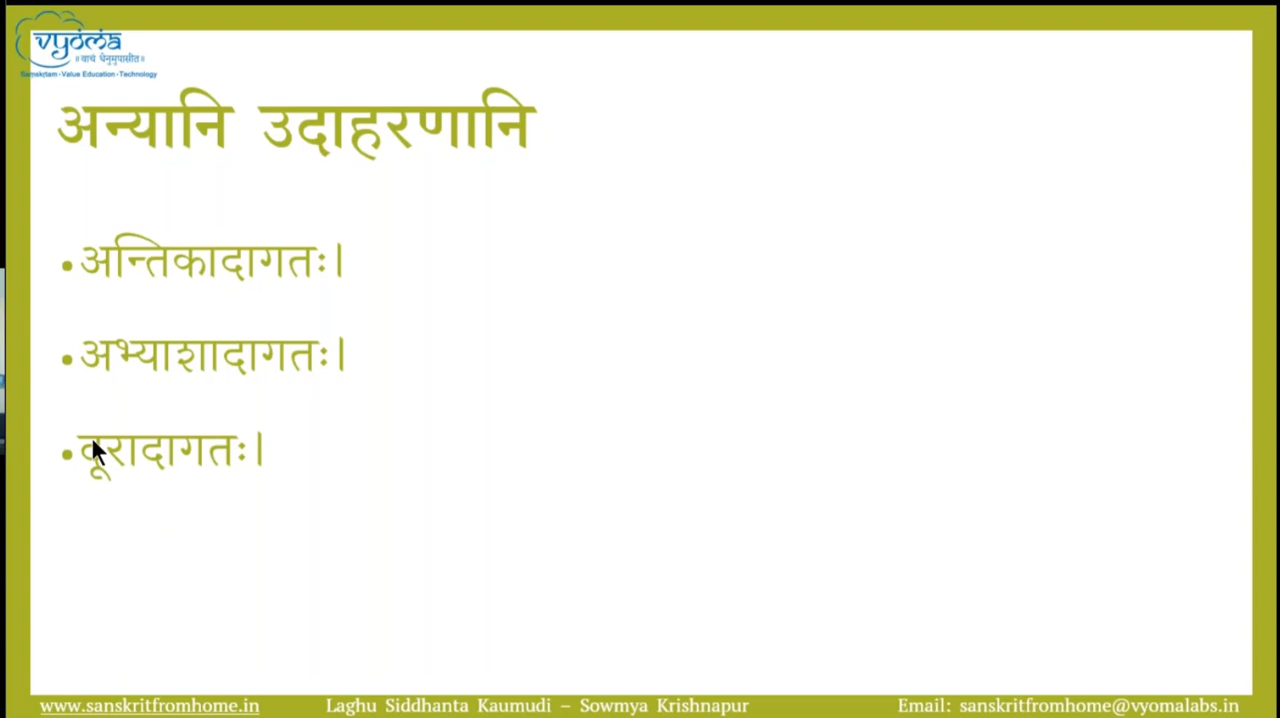 vyoma
॥ वाचं धेनुमुपासीत॥
Samskrtam - Value Education - Technology
अन्यानि उदाहरणानि
• अन्तिकादागतः।
• अभ्याशादागतः।
• दूरादागतः।
www.sanskritfromhome.in Laghu Siddhanta Kaumudi – Sowmya Krishnapur Email: sanskritfromhome@vyomalabs.in